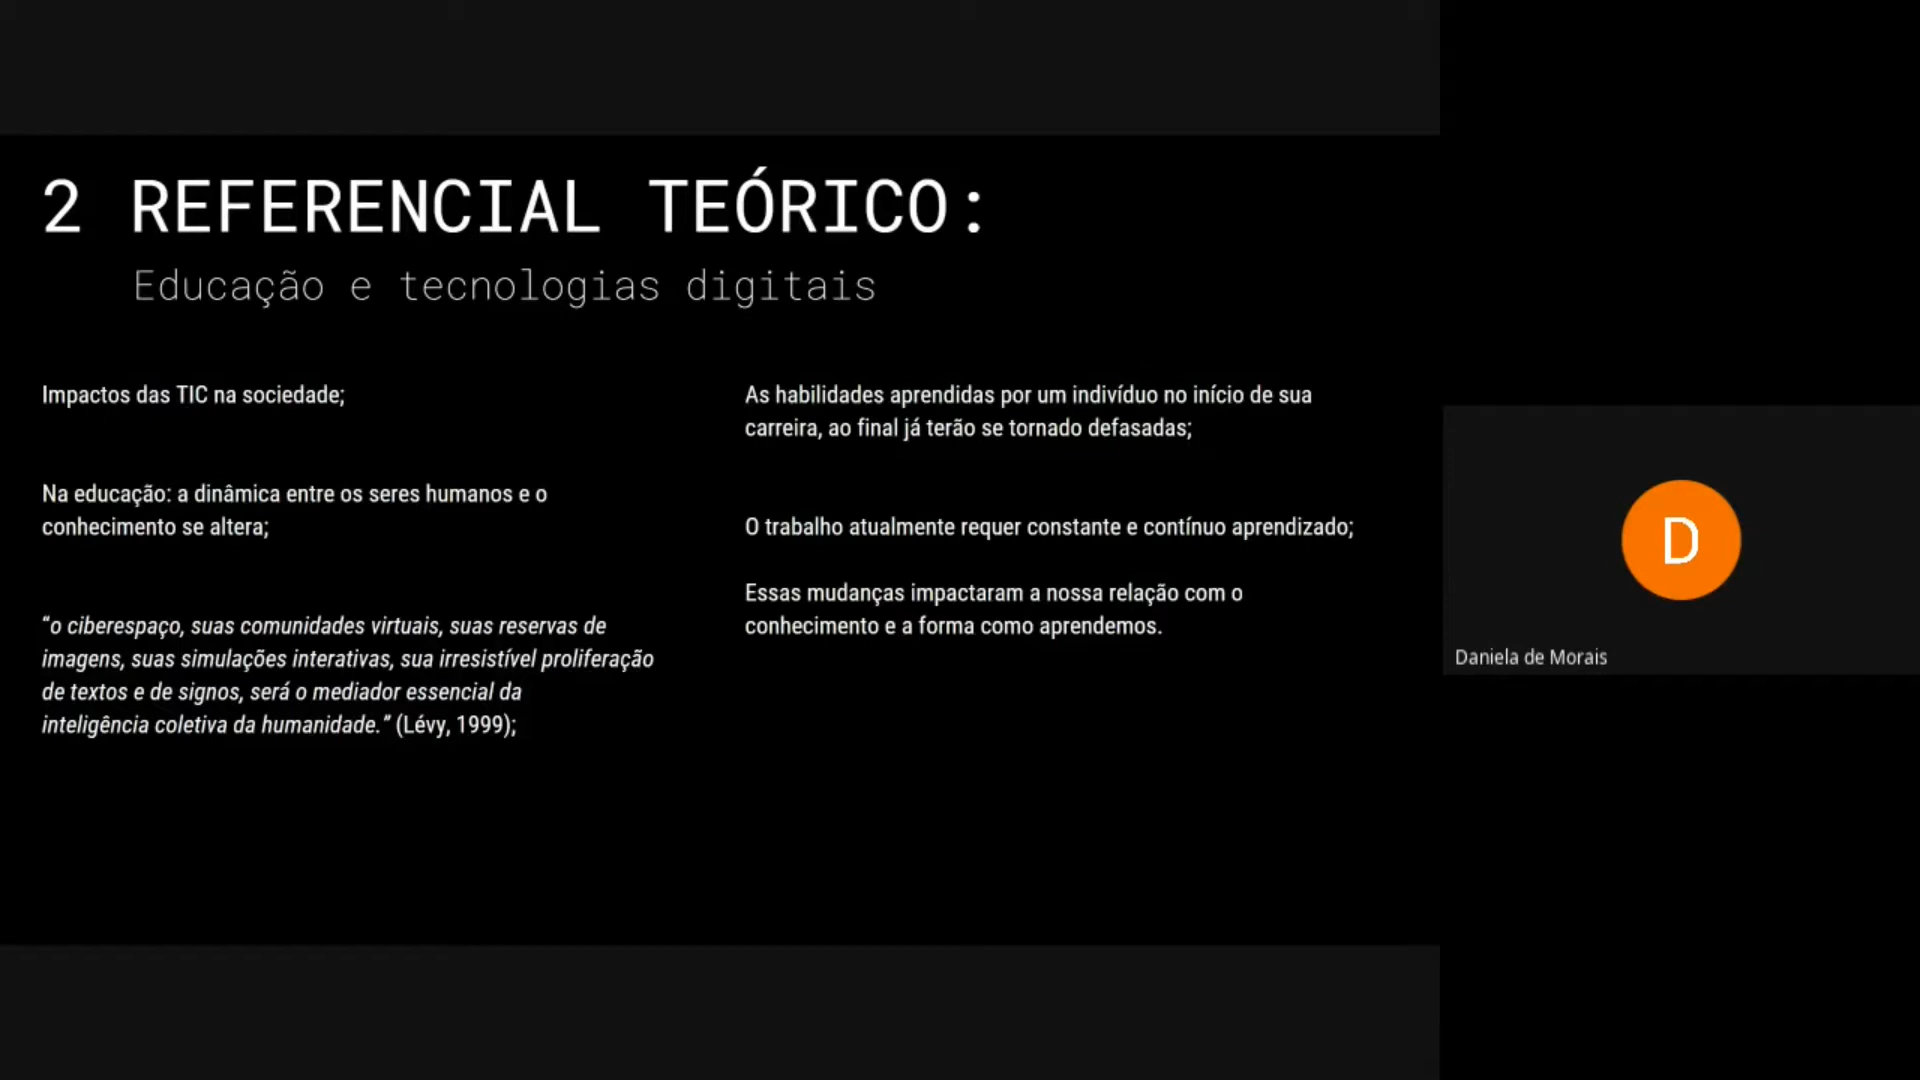 2 REFERENCIAL TEÓRICO:
Educação e tecnologias digitais
Impactos das TIC na sociedade;
Na educação: a dinâmica entre os seres humanos e o
conhecimento se altera;
“o ciberespaço, suas comunidades virtuais, suas reservas de
imagens, suas simulações interativas, sua irresistível proliferação
de textos e de signos, será o mediador essencial da
inteligência coletiva da humanidade.” (Lévy, 1999);
As habilidades aprendidas por um indivíduo no início de sua
carreira, ao final já terão se tornado defasadas;
O trabalho atualmente requer constante e contínuo aprendizado;
Essas mudanças impactaram a nossa relação com o
conhecimento e a forma como aprendemos.
D
Daniela de Morais